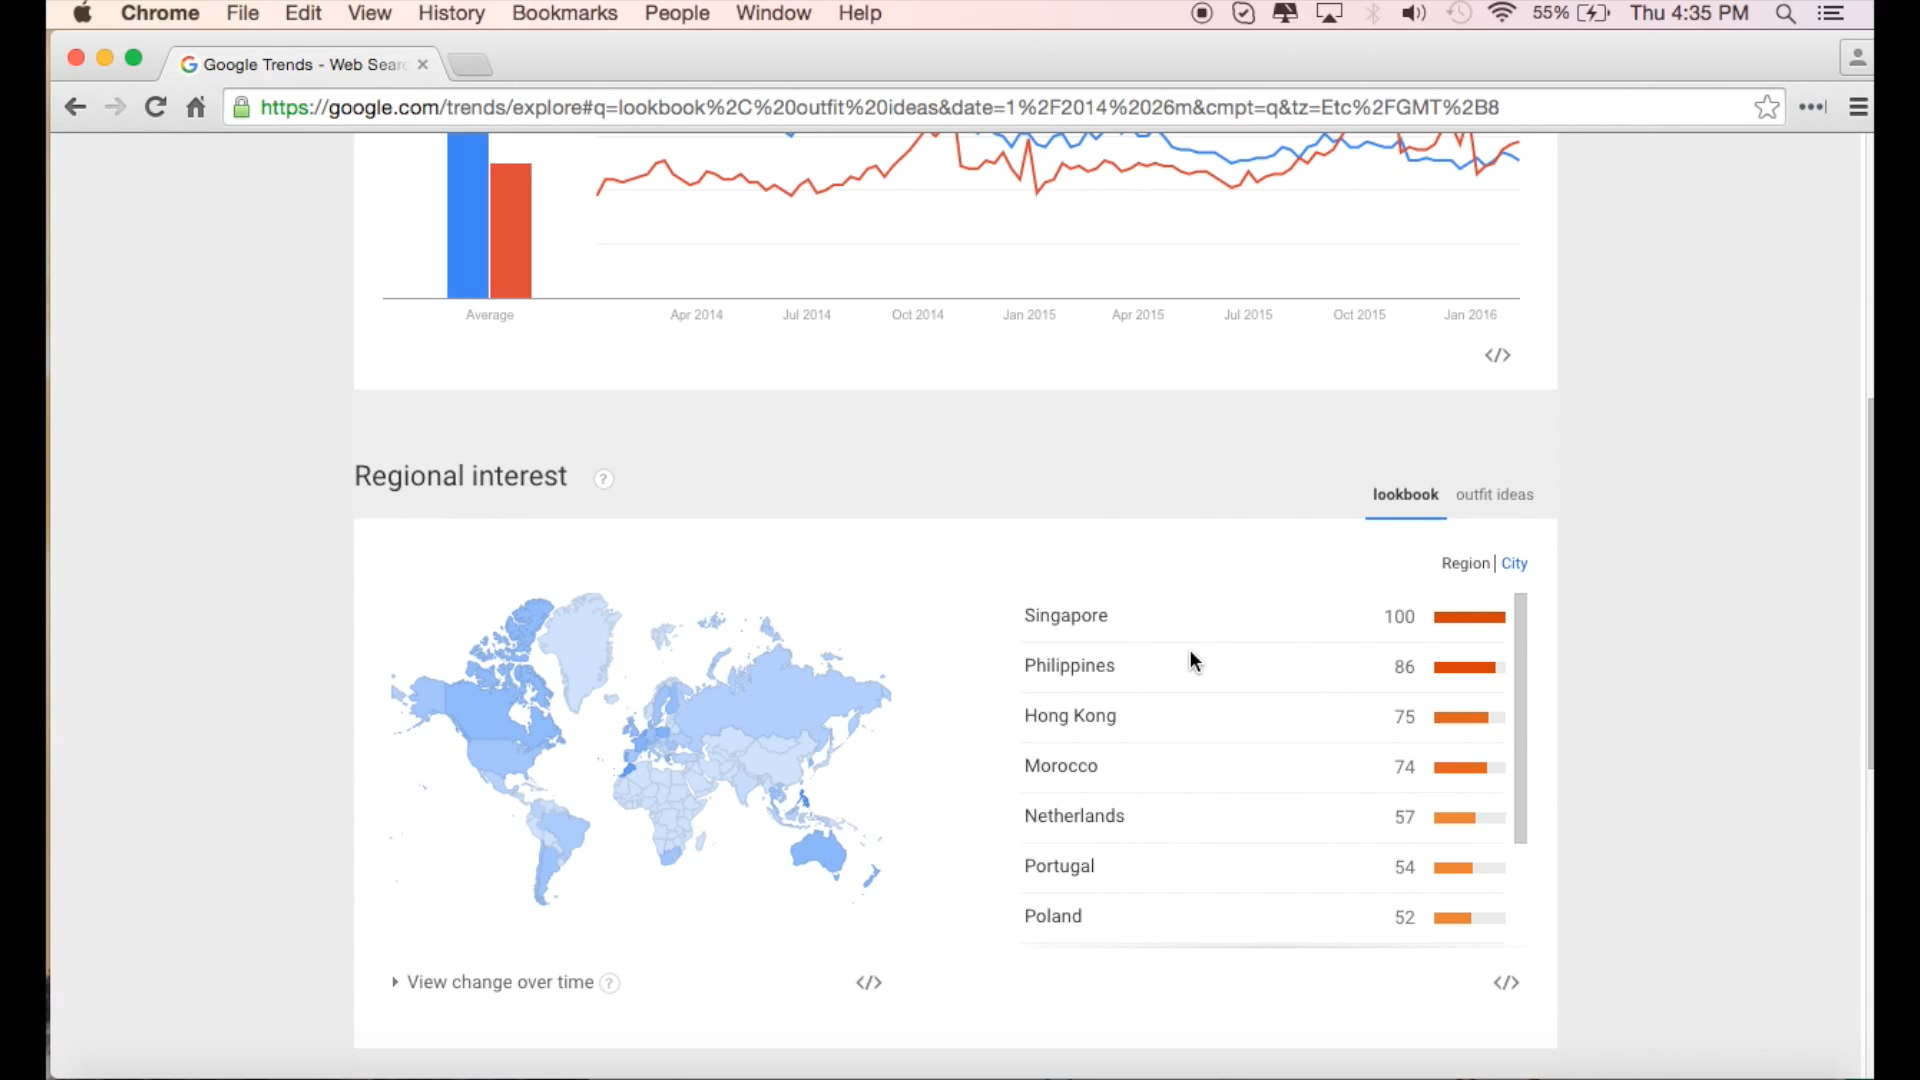 Chrome File Edit View History Bookmarks People Window Help 55% Thu 4:35 PM
Google Trends - Web Sear
https://google.com/trends/explore#q=lookbook%2C%20outfit%20ideas&date=1%2F2014%2026m&cmpt=q&tz=Etc%2FGMT%2B8
Average Apr 2014 Jul 2014 Oct 2014 Jan 2015 Apr 2015 Jul 2015 Oct 2015 Jan 2016
</>
Regional interest ?
lookbook outfit ideas
Region | City
Singapore 100
Philippines 86
Hong Kong 75
Morocco 74
Netherlands 57
Portugal 54
Poland 52
View change over time ? </> </>